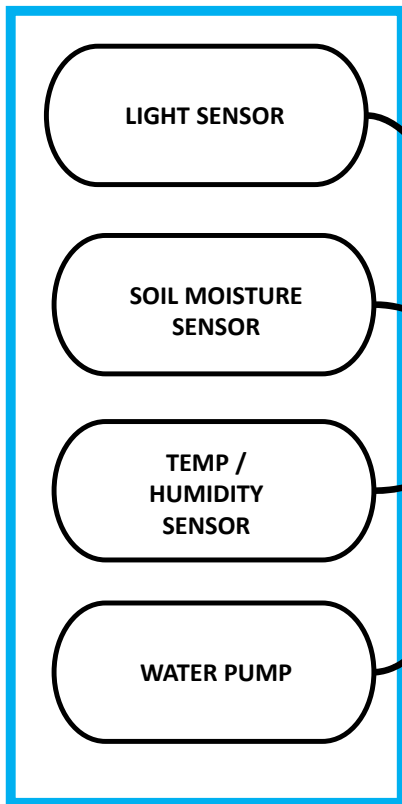 LIGHT SENSOR
SOIL MOISTURE
SENSOR
TEMP /
HUMIDITY
SENSOR
WATER PUMP